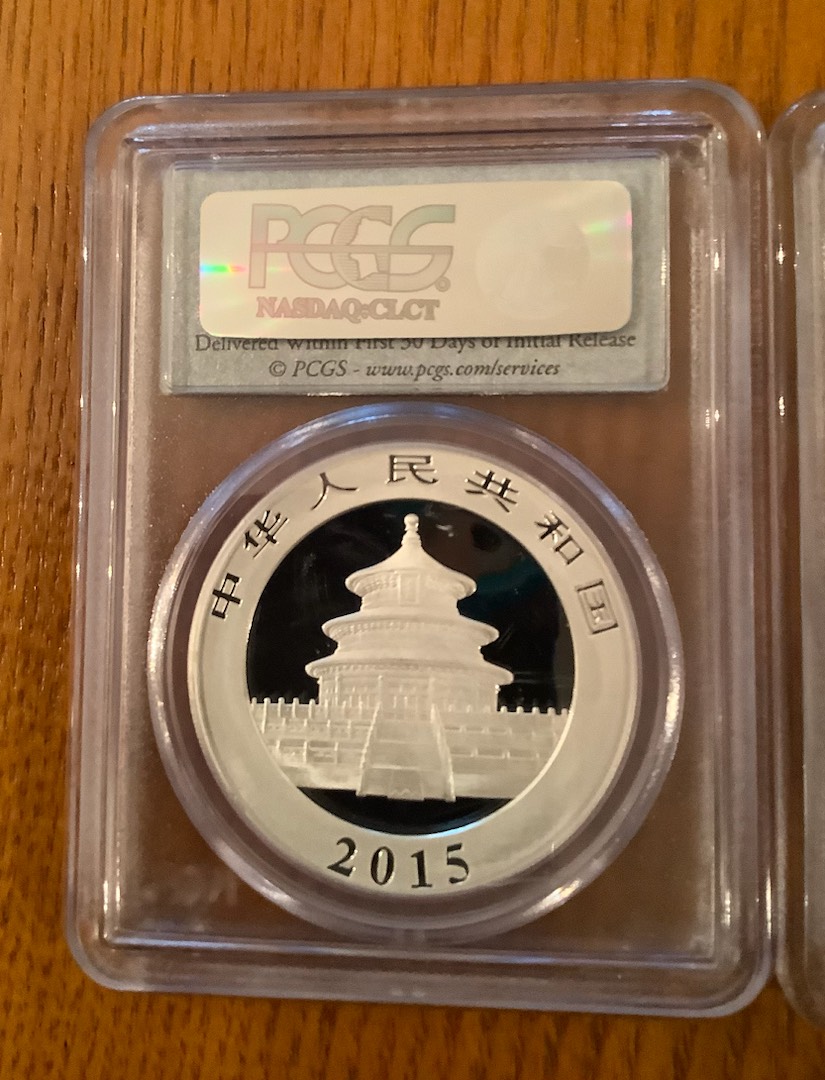 PCGS
NASDAQ:CLCT
Delivered Within First 30 Days of Initial Release
© PCGS - www.pcgs.com/services
中华人民共和国
2015